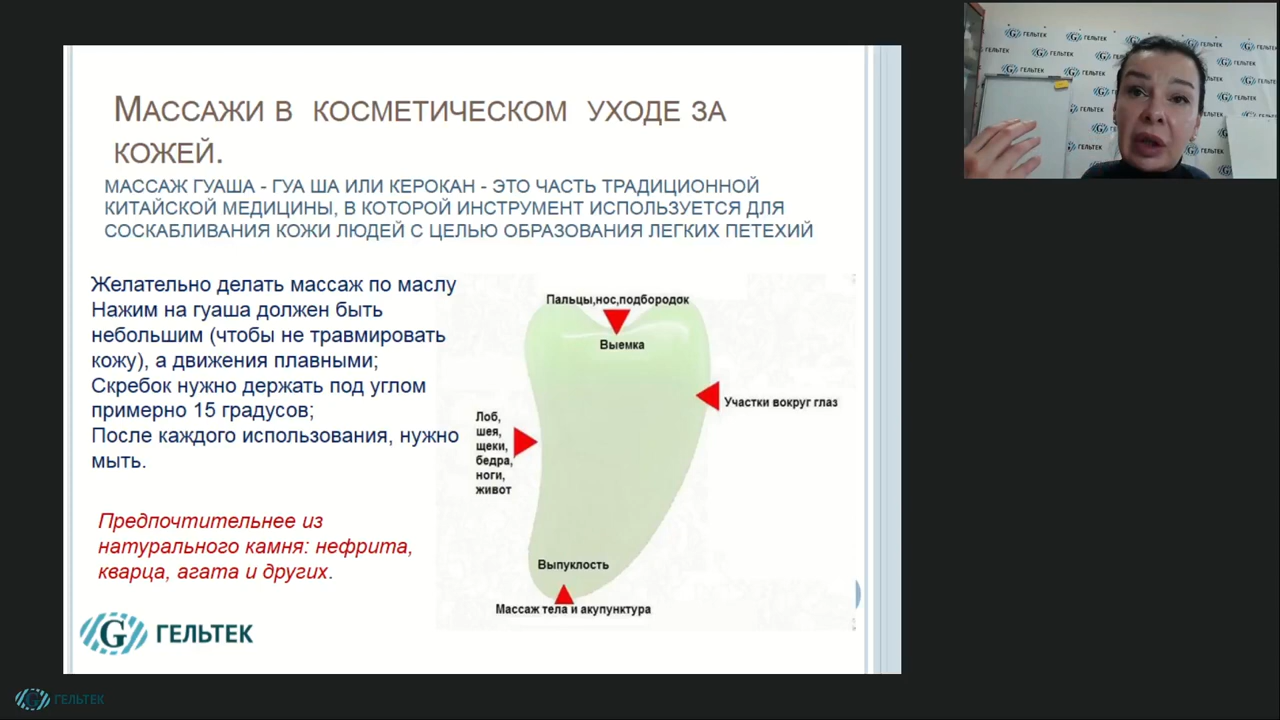 Массажи в косметическом уходе за
кожей.
МАССАЖ ГУАША - ГУА ША ИЛИ КЕРОКАН - ЭТО ЧАСТЬ ТРАДИЦИОННОЙ
КИТАЙСКОЙ МЕДИЦИНЫ, В КОТОРОЙ ИНСТРУМЕНТ ИСПОЛЬЗУЕТСЯ ДЛЯ
СОСКАБЛИВАНИЯ КОЖИ ЛЮДЕЙ С ЦЕЛЬЮ ОБРАЗОВАНИЯ ЛЕГКИХ ПЕТЕХИЙ
Желательно делать массаж по маслу
Нажим на гуаша должен быть
небольшим (чтобы не травмировать
кожу), а движения плавными;
Скребок нужно держать под углом
примерно 15 градусов;
После каждого использования, нужно
мыть.
Предпочтительнее из
натурального камня: нефрита,
кварца, агата и других.
Пальцы,нос,подбородок
Выемка
Участки вокруг глаз
Лоб,
шея,
щеки,
бедра,
ноги,
живот
Выпуклость
Массаж тела и акупунктура
G ГЕЛЬТЕК
G ГЕЛЬТЕК
ГЕЛЬТЕК